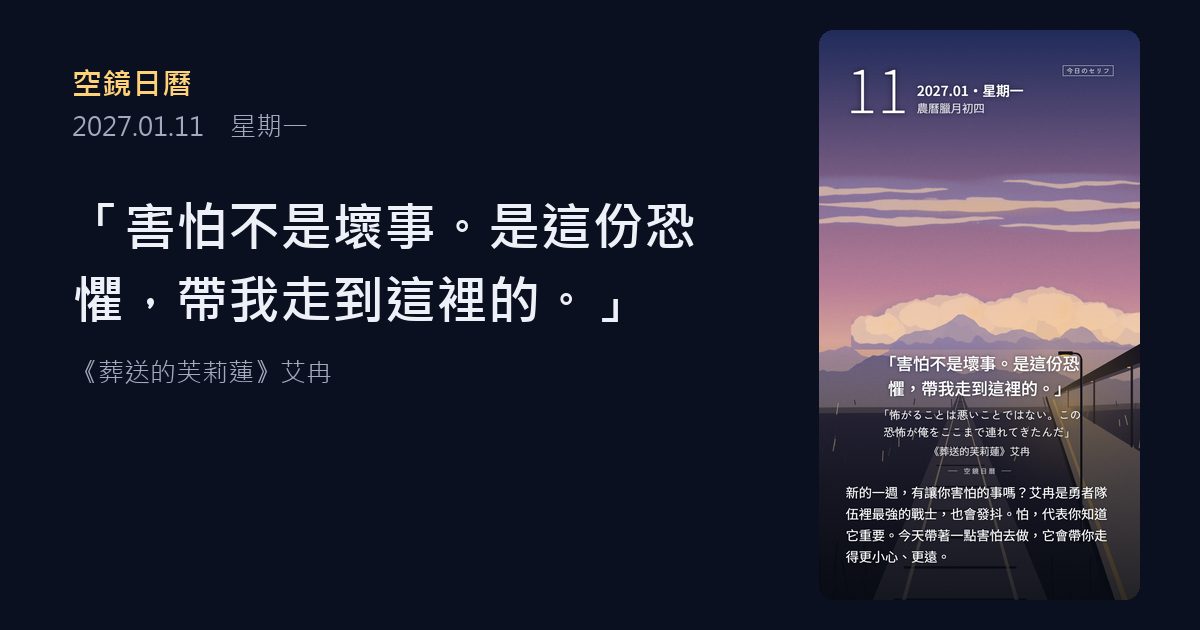 空鏡日曆
2027.01.11 星期一
「害怕不是壞事。是這份恐
懼，帶我走到這裡的。」
《葬送的芙莉蓮》艾冉
11
2027.01・星期一
農曆臘月初四
今日のセリフ
「害怕不是壞事。是這份恐
懼，帶我走到這裡的。」
「怖がることは悪いことではない。この
恐怖が俺をここまで連れてきたんだ」
《葬送的芙莉蓮》艾冉
— 空鏡日曆 —
新的一週，有讓你害怕的事嗎？艾冉是勇者隊
伍裡最強的戰士，也會發抖。怕，代表你知道
它重要。今天帶著一點害怕去做，它會帶你走
得更小心、更遠。